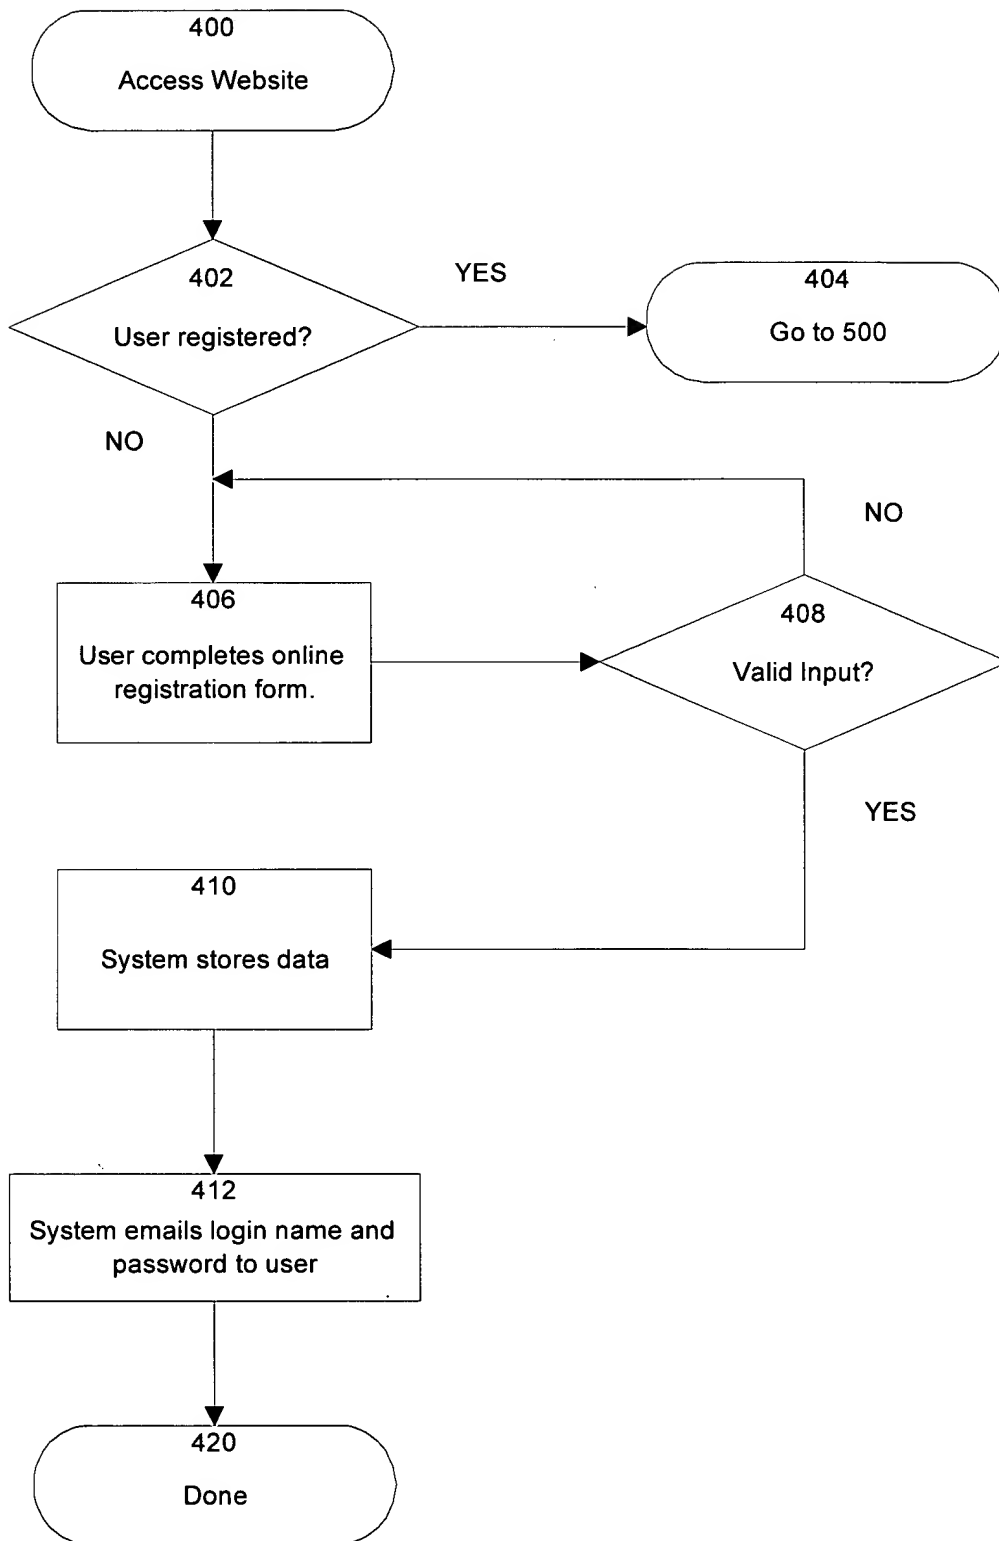 400
Access Website
402
User registered?
YES
404
Go to 500
NO
NO
406
User completes online
registration form.
408
Valid Input?
YES
410
System stores data
412
System emails login name and
password to user
420
Done